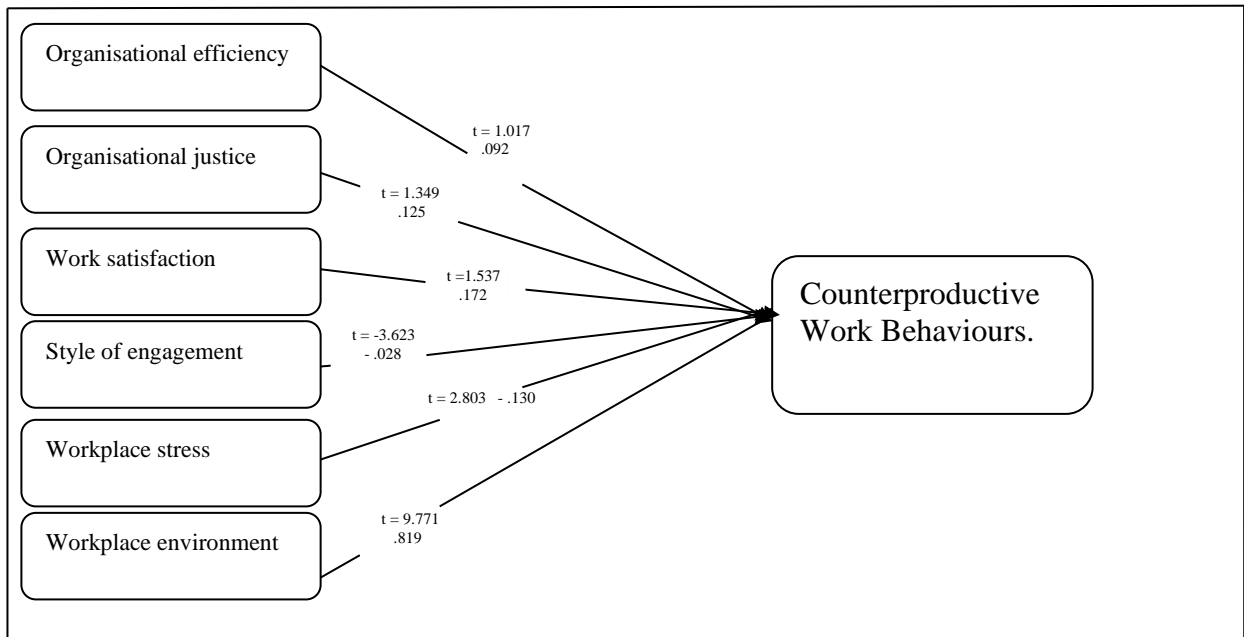 Organisational efficiency
t = 1.017
.092
Organisational justice
t = 1.349
.125
Work satisfaction
t =1.537
.172
Style of engagement
t = -3.623
- .028
Workplace stress
t = 2.803 - .130
Workplace environment
t = 9.771
.819
Counterproductive
Work Behaviours.